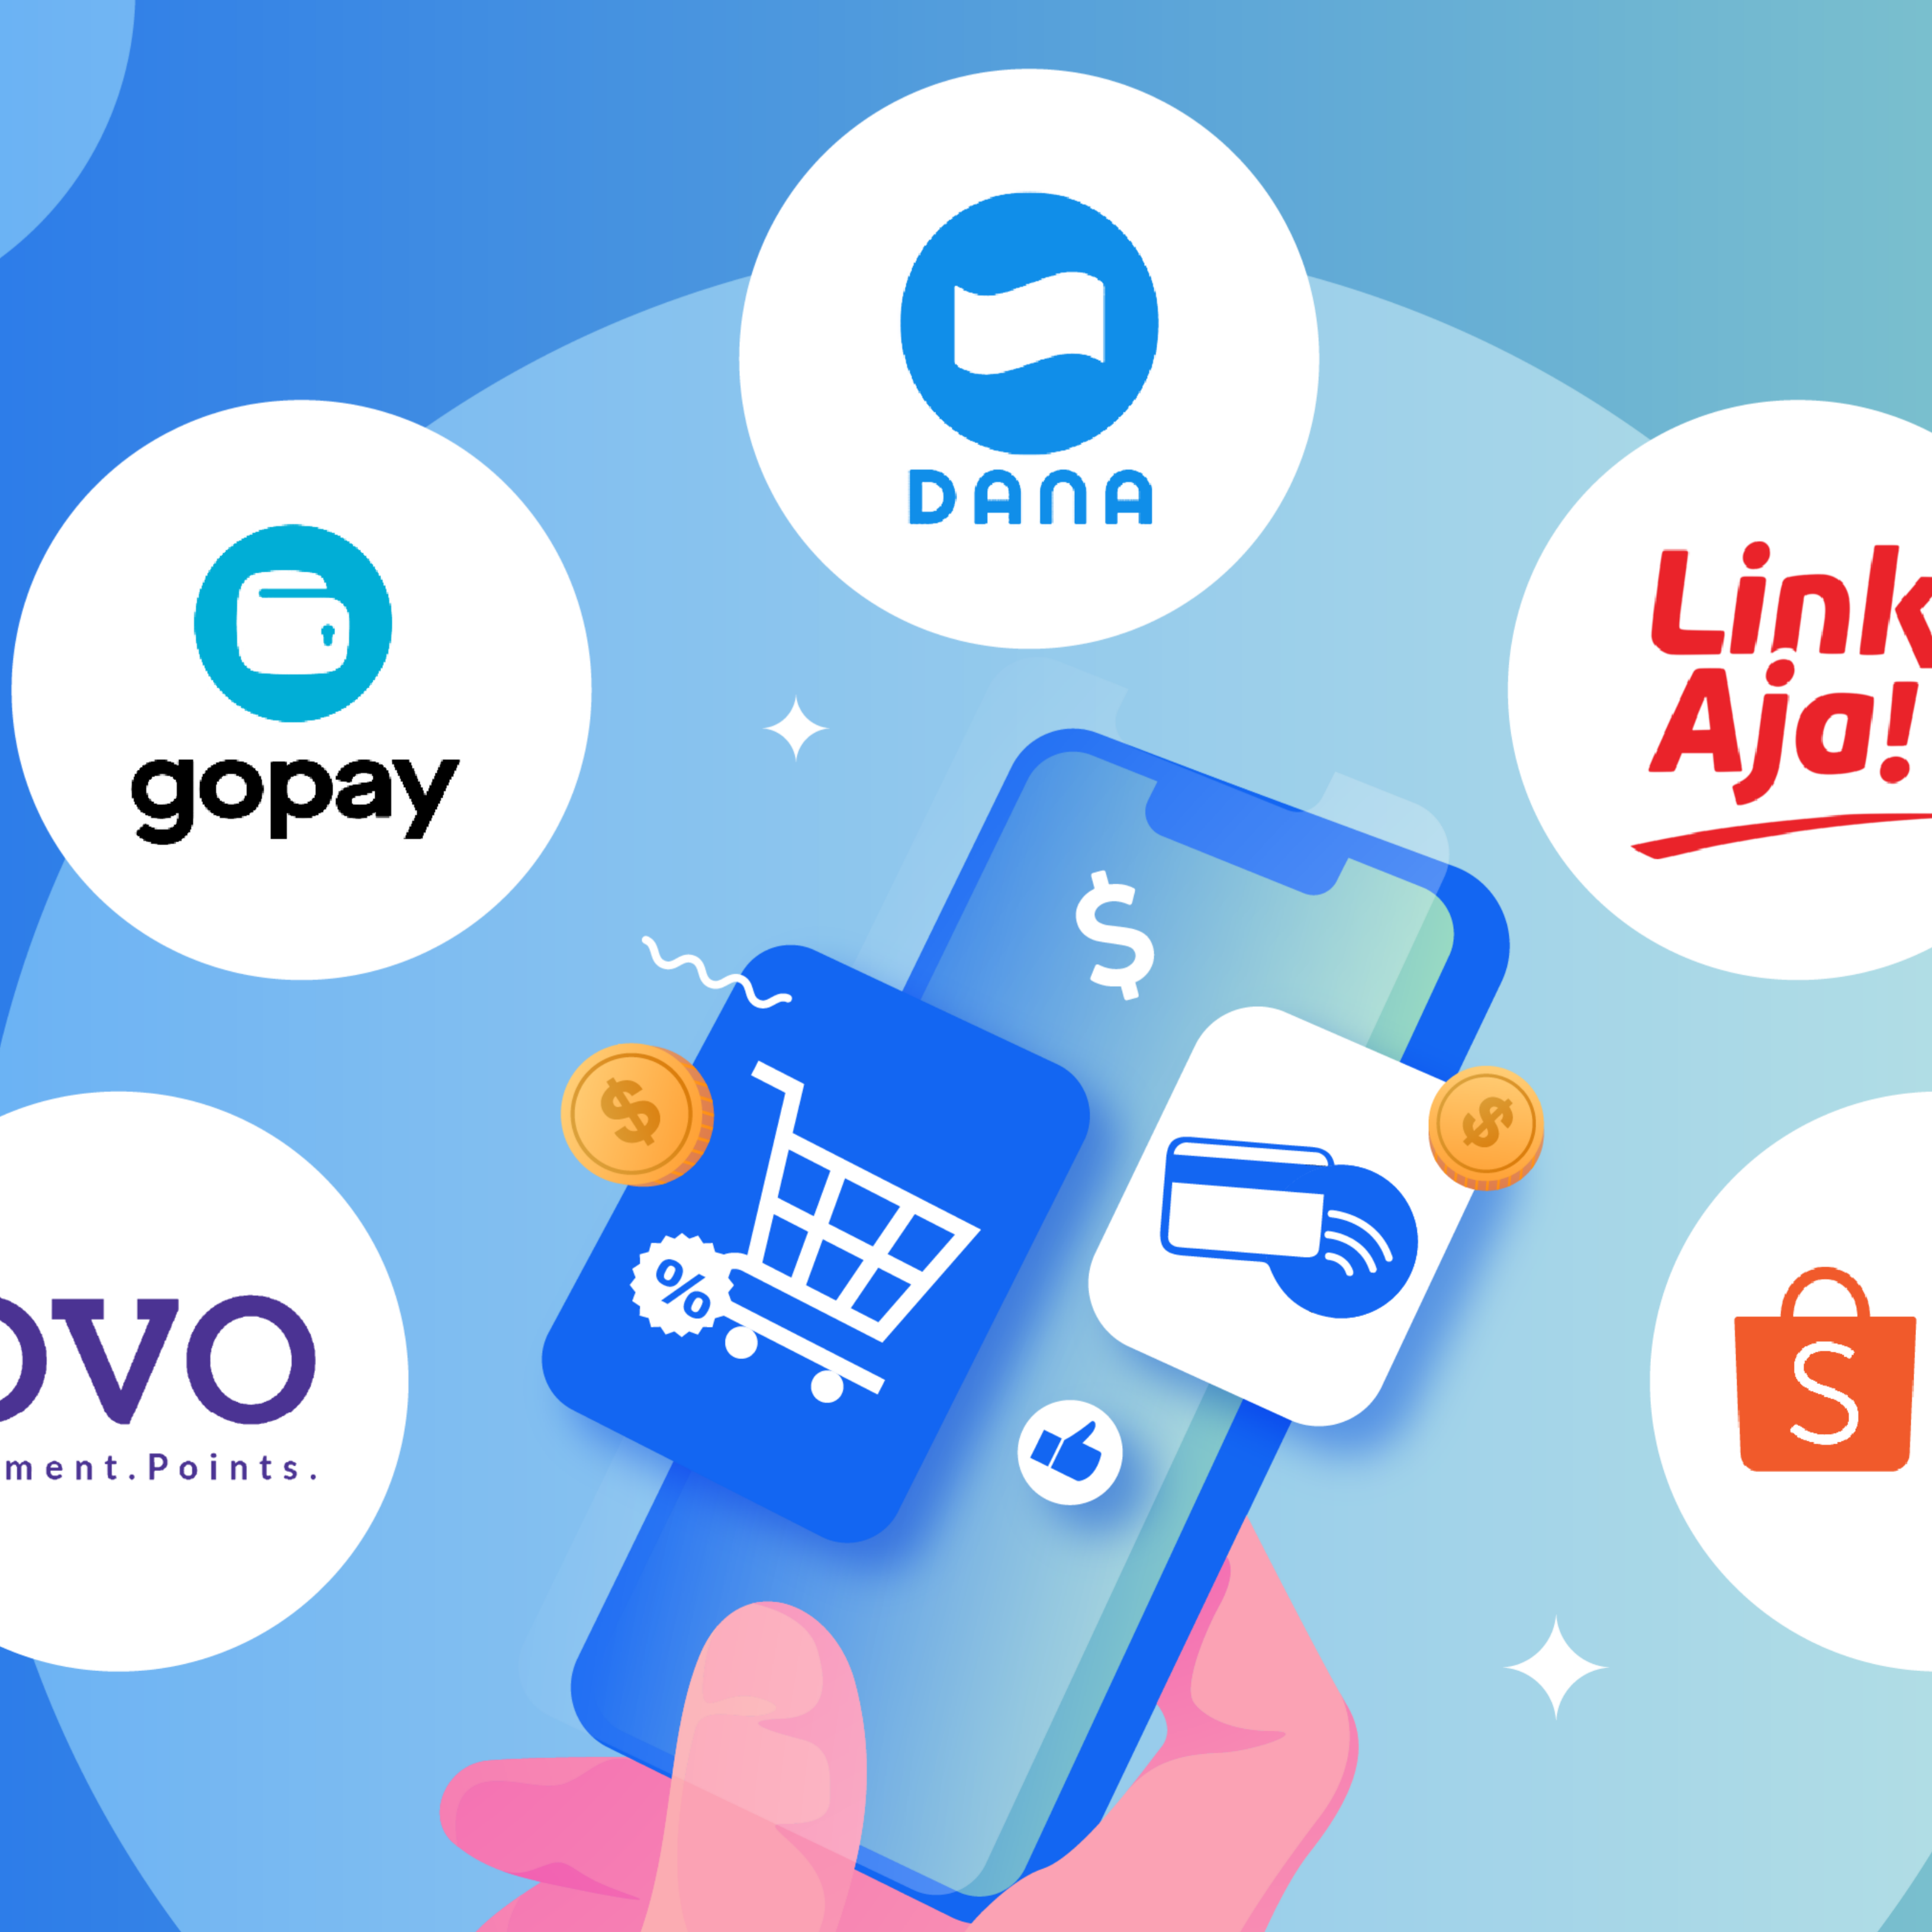 DANA
gopay
Link
Aja!
$
$
$
%
OVO
ment.Points.
S